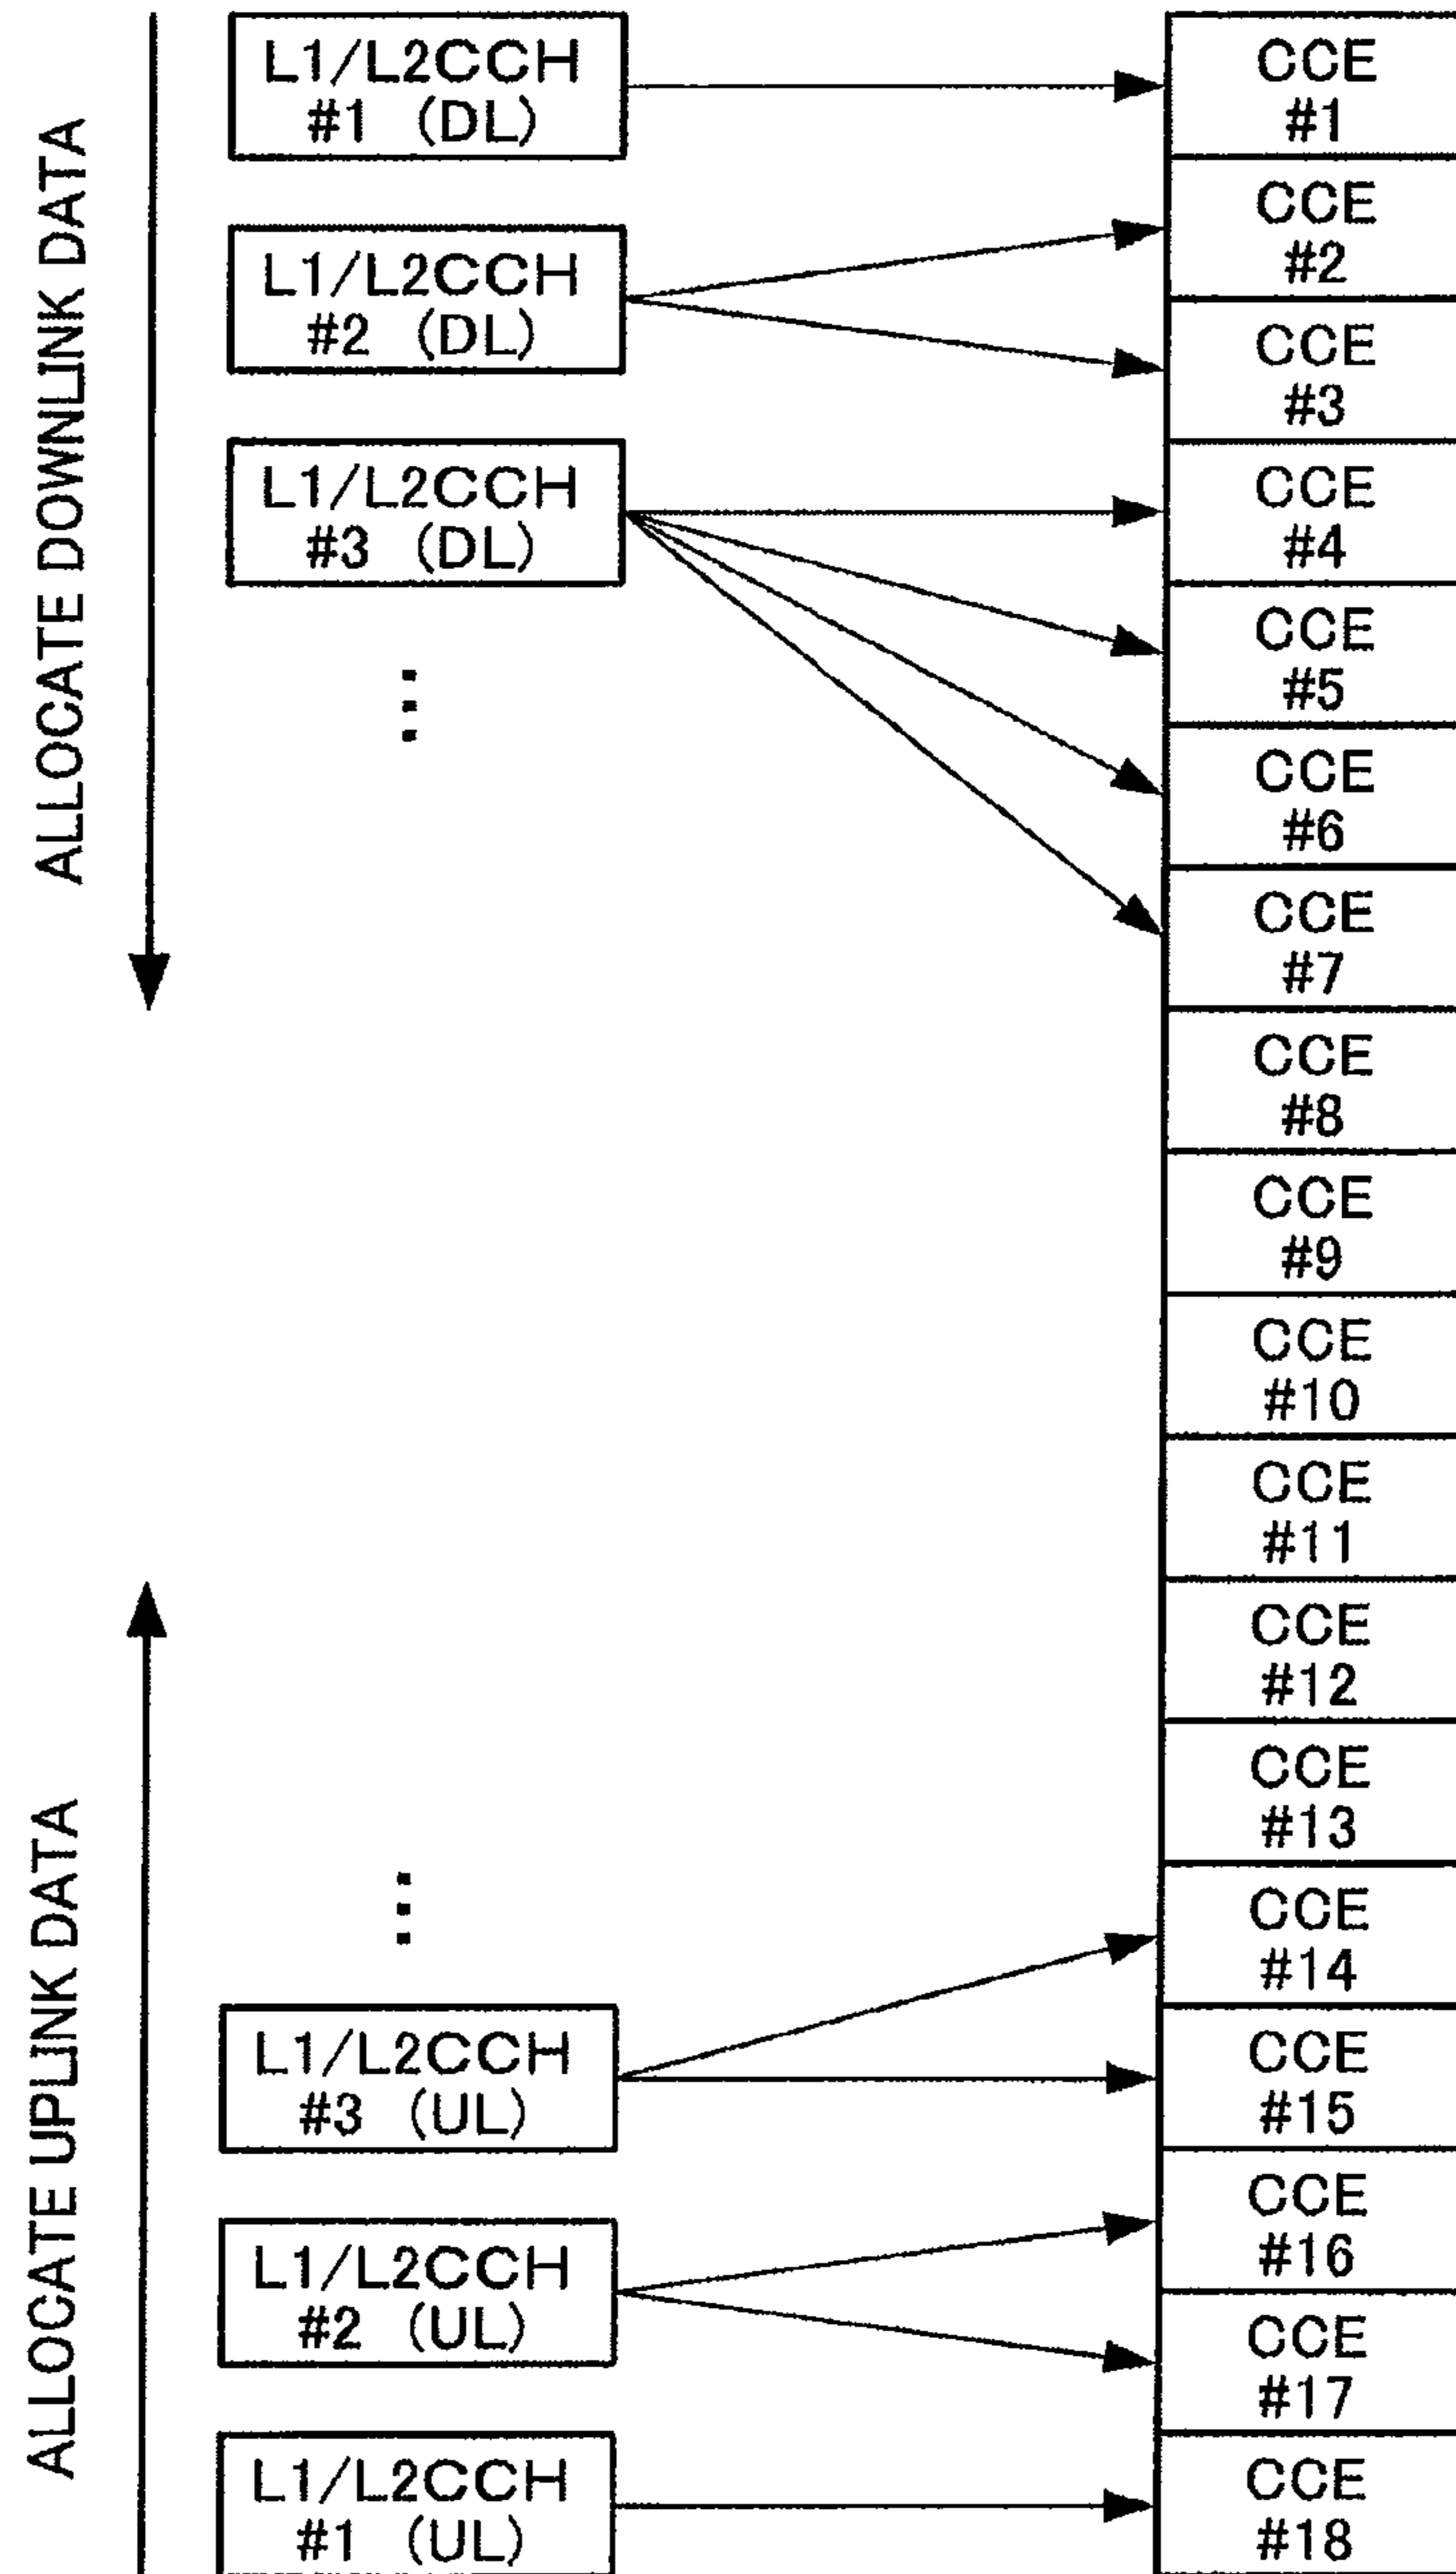 ALLOCATE DOWNLINK DATA
L1/L2CCH
#1 (DL)
L1/L2CCH
#2 (DL)
L1/L2CCH
#3 (DL)
⋮
ALLOCATE UPLINK DATA
⋮
L1/L2CCH
#3 (UL)
L1/L2CCH
#2 (UL)
L1/L2CCH
#1 (UL)
CCE
#1
CCE
#2
CCE
#3
CCE
#4
CCE
#5
CCE
#6
CCE
#7
CCE
#8
CCE
#9
CCE
#10
CCE
#11
CCE
#12
CCE
#13
CCE
#14
CCE
#15
CCE
#16
CCE
#17
CCE
#18